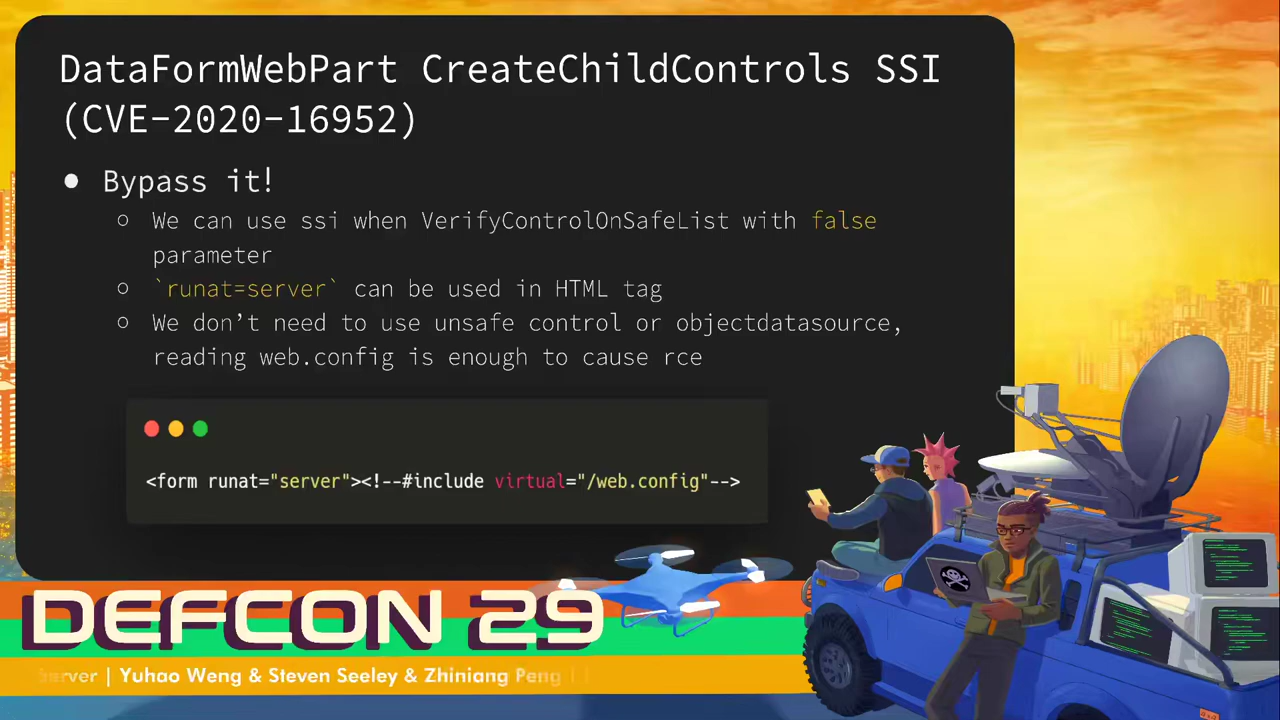 DataFormWebPart CreateChildControls SSI
(CVE-2020-16952)
● Bypass it!
○ We can use ssi when VerifyControlOnSafeList with false
parameter
○ `runat=server` can be used in HTML tag
○ We don't need to use unsafe control or objectdatasource,
reading web.config is enough to cause rce
<form runat="server"><!--#include virtual="/web.config"-->
DEFCON 29
Server | Yuhao Weng & Steven Seeley & Zhiniang Peng |